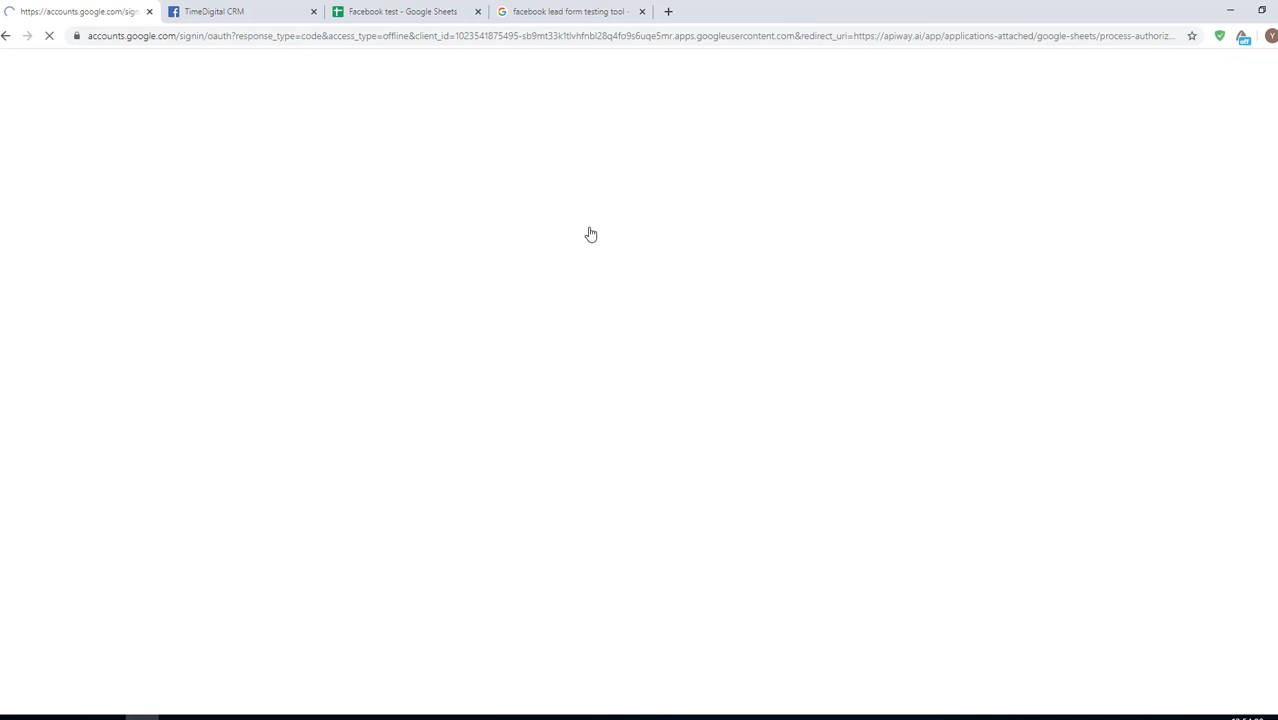 https://accounts.google.com/sign
TimeDigital CRM
Facebook test - Google Sheets
facebook lead form testing tool -
accounts.google.com/signin/oauth?response_type=code&access_type=offline&client_id=1023541875495-sb9mt33k1tlvhfnbl28q4fo9s6uqe5mr.apps.googleusercontent.com&redirect_uri=https://apiway.ai/app/applications-attached/google-sheets/process-authoriz...
off
Y